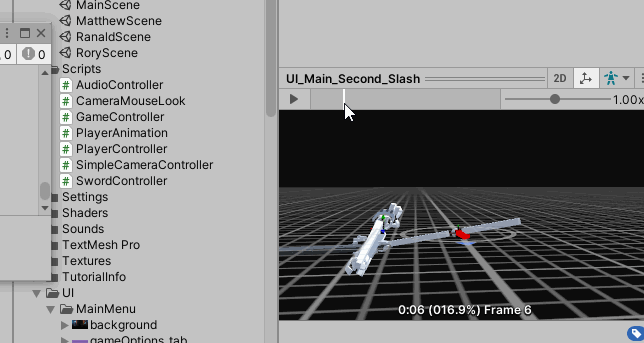 MainScene
MatthewScene
RanaldScene
RoryScene
0
0
Scripts
AudioController
CameraMouseLook
GameController
PlayerAnimation
PlayerController
SimpleCameraController
SwordController
Settings
Shaders
Sounds
TextMesh Pro
Textures
TutorialInfo
UI
MainMenu
background
gameOptions_tab
UI_Main_Second_Slash
2D
1.00x
0:06 (016.9%) Frame 6